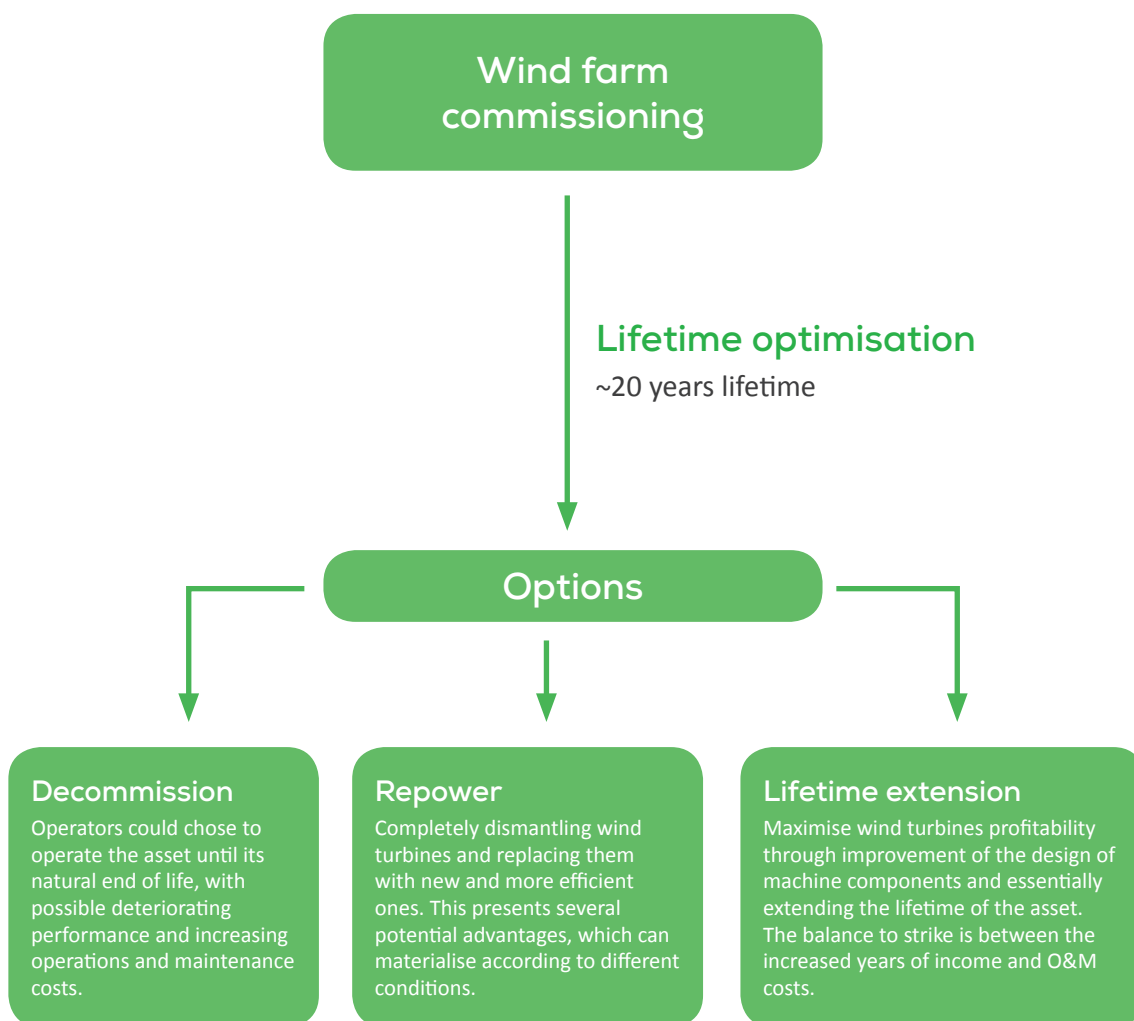 Wind farm
commissioning
Lifetime optimisation
~20 years lifetime
Options
Decommission
Operators could chose to
operate the asset until its
natural end of life, with
possible deteriorating
performance and increasing
operations and maintenance
costs.
Repower
Completely dismantling wind
turbines and replacing them
with new and more efficient
ones. This presents several
potential advantages, which can
materialise according to different
conditions.
Lifetime extension
Maximise wind turbines profitability
through improvement of the design of
machine components and essentially
extending the lifetime of the asset.
The balance to strike is between the
increased years of income and O&M
costs.